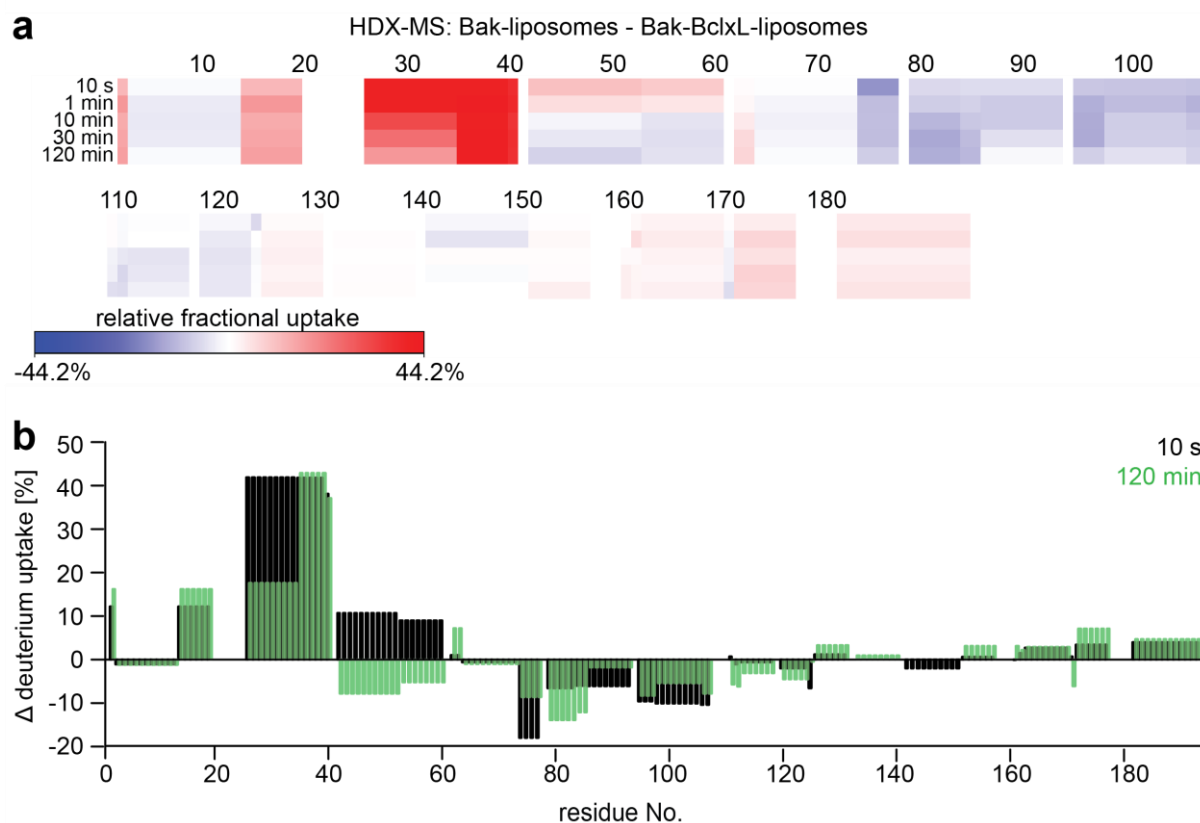 a
HDX-MS: Bak-liposomes - Bak-BclxL-liposomes
10 20 30 40 50 60 70 80 90 100
10 s
1 min
10 min
30 min
120 min
110 120 130 140 150 160 170 180
relative fractional uptake
-44.2% 44.2%
b
Δ deuterium uptake [%]
50
40
30
20
10
0
-10
-20
10 s
120 min
0 20 40 60 80 100 120 140 160 180
residue No.